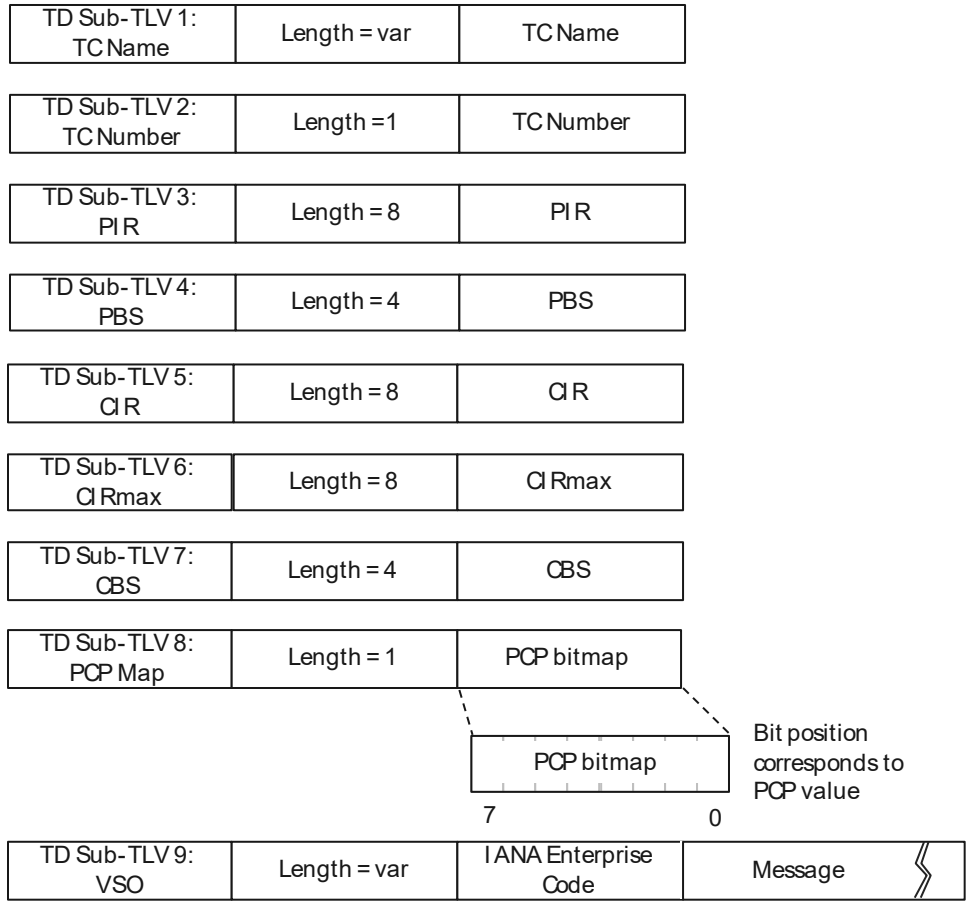 TD Sub-TLV 1:
TC Name
Length = var
TC Name
TD Sub-TLV 2:
TC Number
Length =1
TC Number
TD Sub-TLV 3:
PIR
Length = 8
PIR
TD Sub-TLV 4:
PBS
Length = 4
PBS
TD Sub-TLV 5:
CIR
Length = 8
CIR
TD Sub-TLV 6:
CIRmax
Length = 8
CIRmax
TD Sub-TLV 7:
CBS
Length = 4
CBS
TD Sub-TLV 8:
PCP Map
Length = 1
PCP bitmap
PCP bitmap
7
0
Bit position
corresponds to
PCP value
TD Sub-TLV 9:
VSO
Length = var
IANA Enterprise
Code
Message